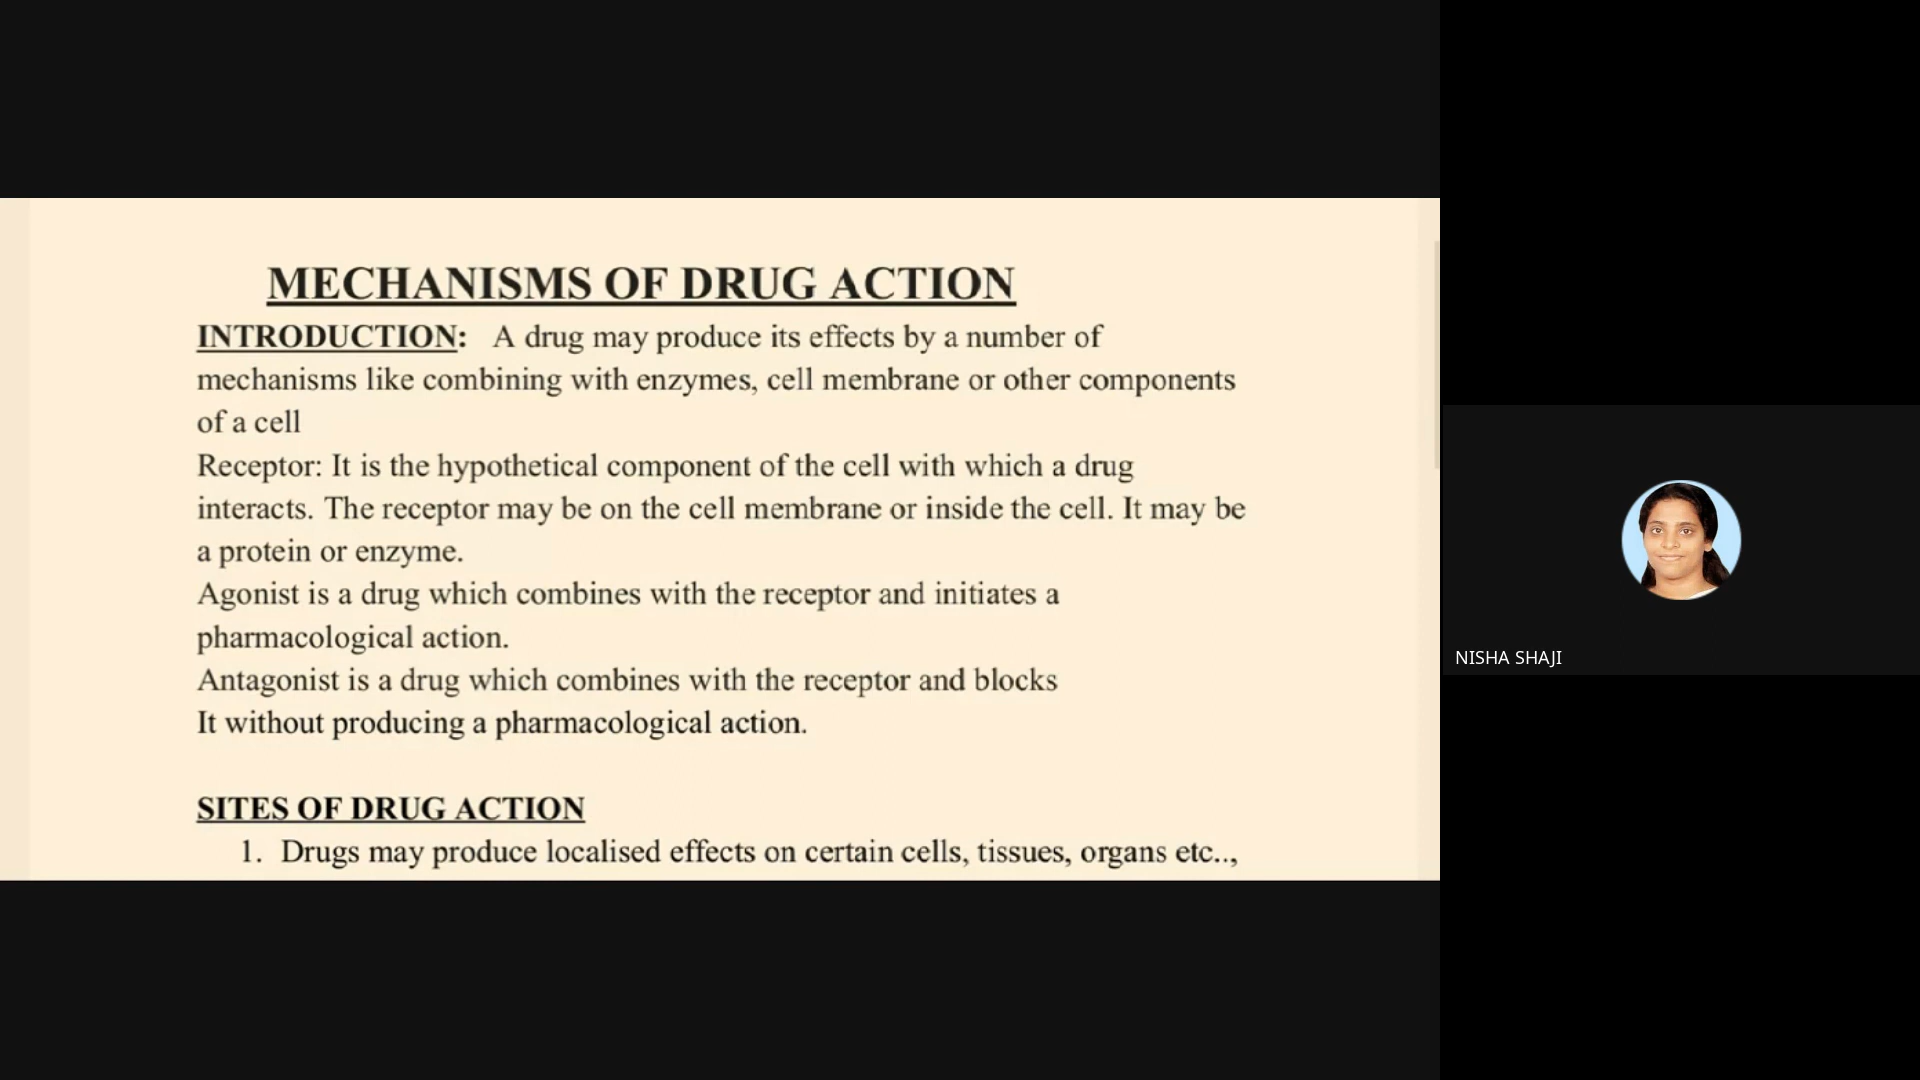 MECHANISMS OF DRUG ACTION
INTRODUCTION: A drug may produce its effects by a number of
mechanisms like combining with enzymes, cell membrane or other components
of a cell
Receptor: It is the hypothetical component of the cell with which a drug
interacts. The receptor may be on the cell membrane or inside the cell. It may be
a protein or enzyme.
Agonist is a drug which combines with the receptor and initiates a
pharmacological action.
Antagonist is a drug which combines with the receptor and blocks
It without producing a pharmacological action.
SITES OF DRUG ACTION
1. Drugs may produce localised effects on certain cells, tissues, organs etc..,
NISHA SHAJI